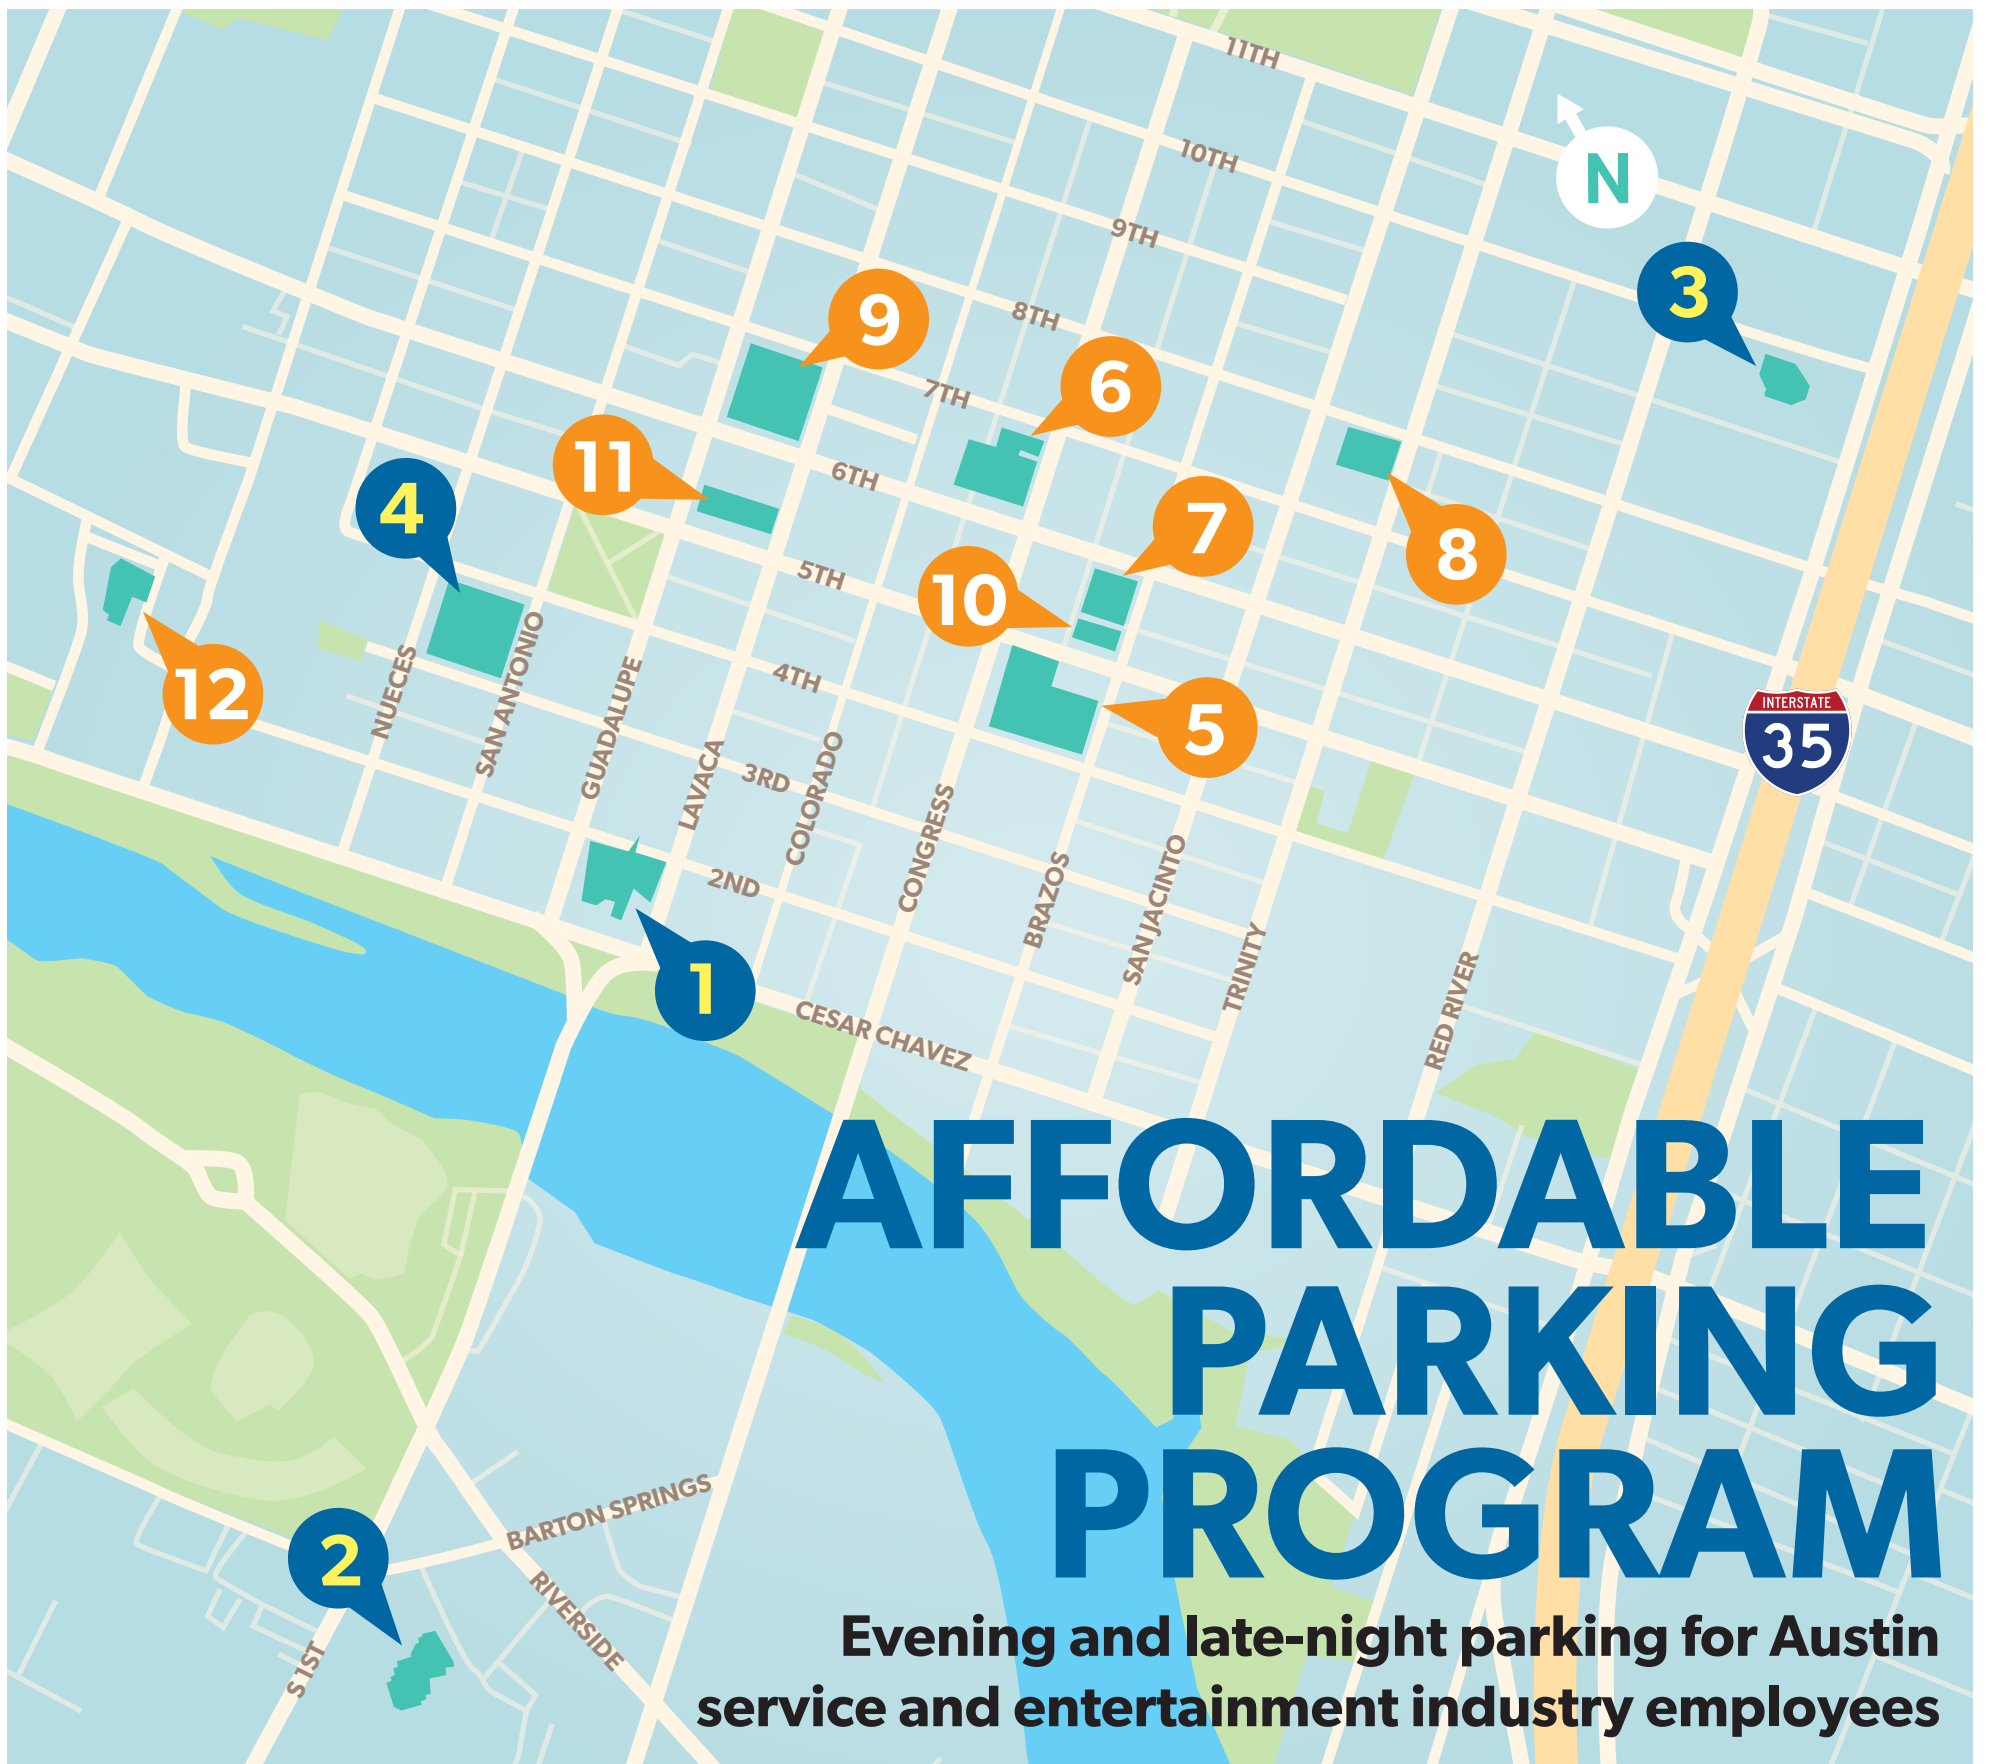 11TH
10TH
N
9TH
3
9
8TH
6
7TH
11
6TH
4
7
8
5TH
10
12
NUECES
SAN ANTONIO
GUADALUPE
4TH
5
INTERSTATE
35
LAVACA
3RD
COLORADO
2ND
CONGRESS
BRAZOS
SAN JACINTO
TRINITY
RED RIVER
1
CESAR CHAVEZ
AFFORDABLE
PARKING
PROGRAM
BARTON SPRINGS
2
RIVERSIDE
S 1ST
Evening and late-night parking for Austin
service and entertainment industry employees